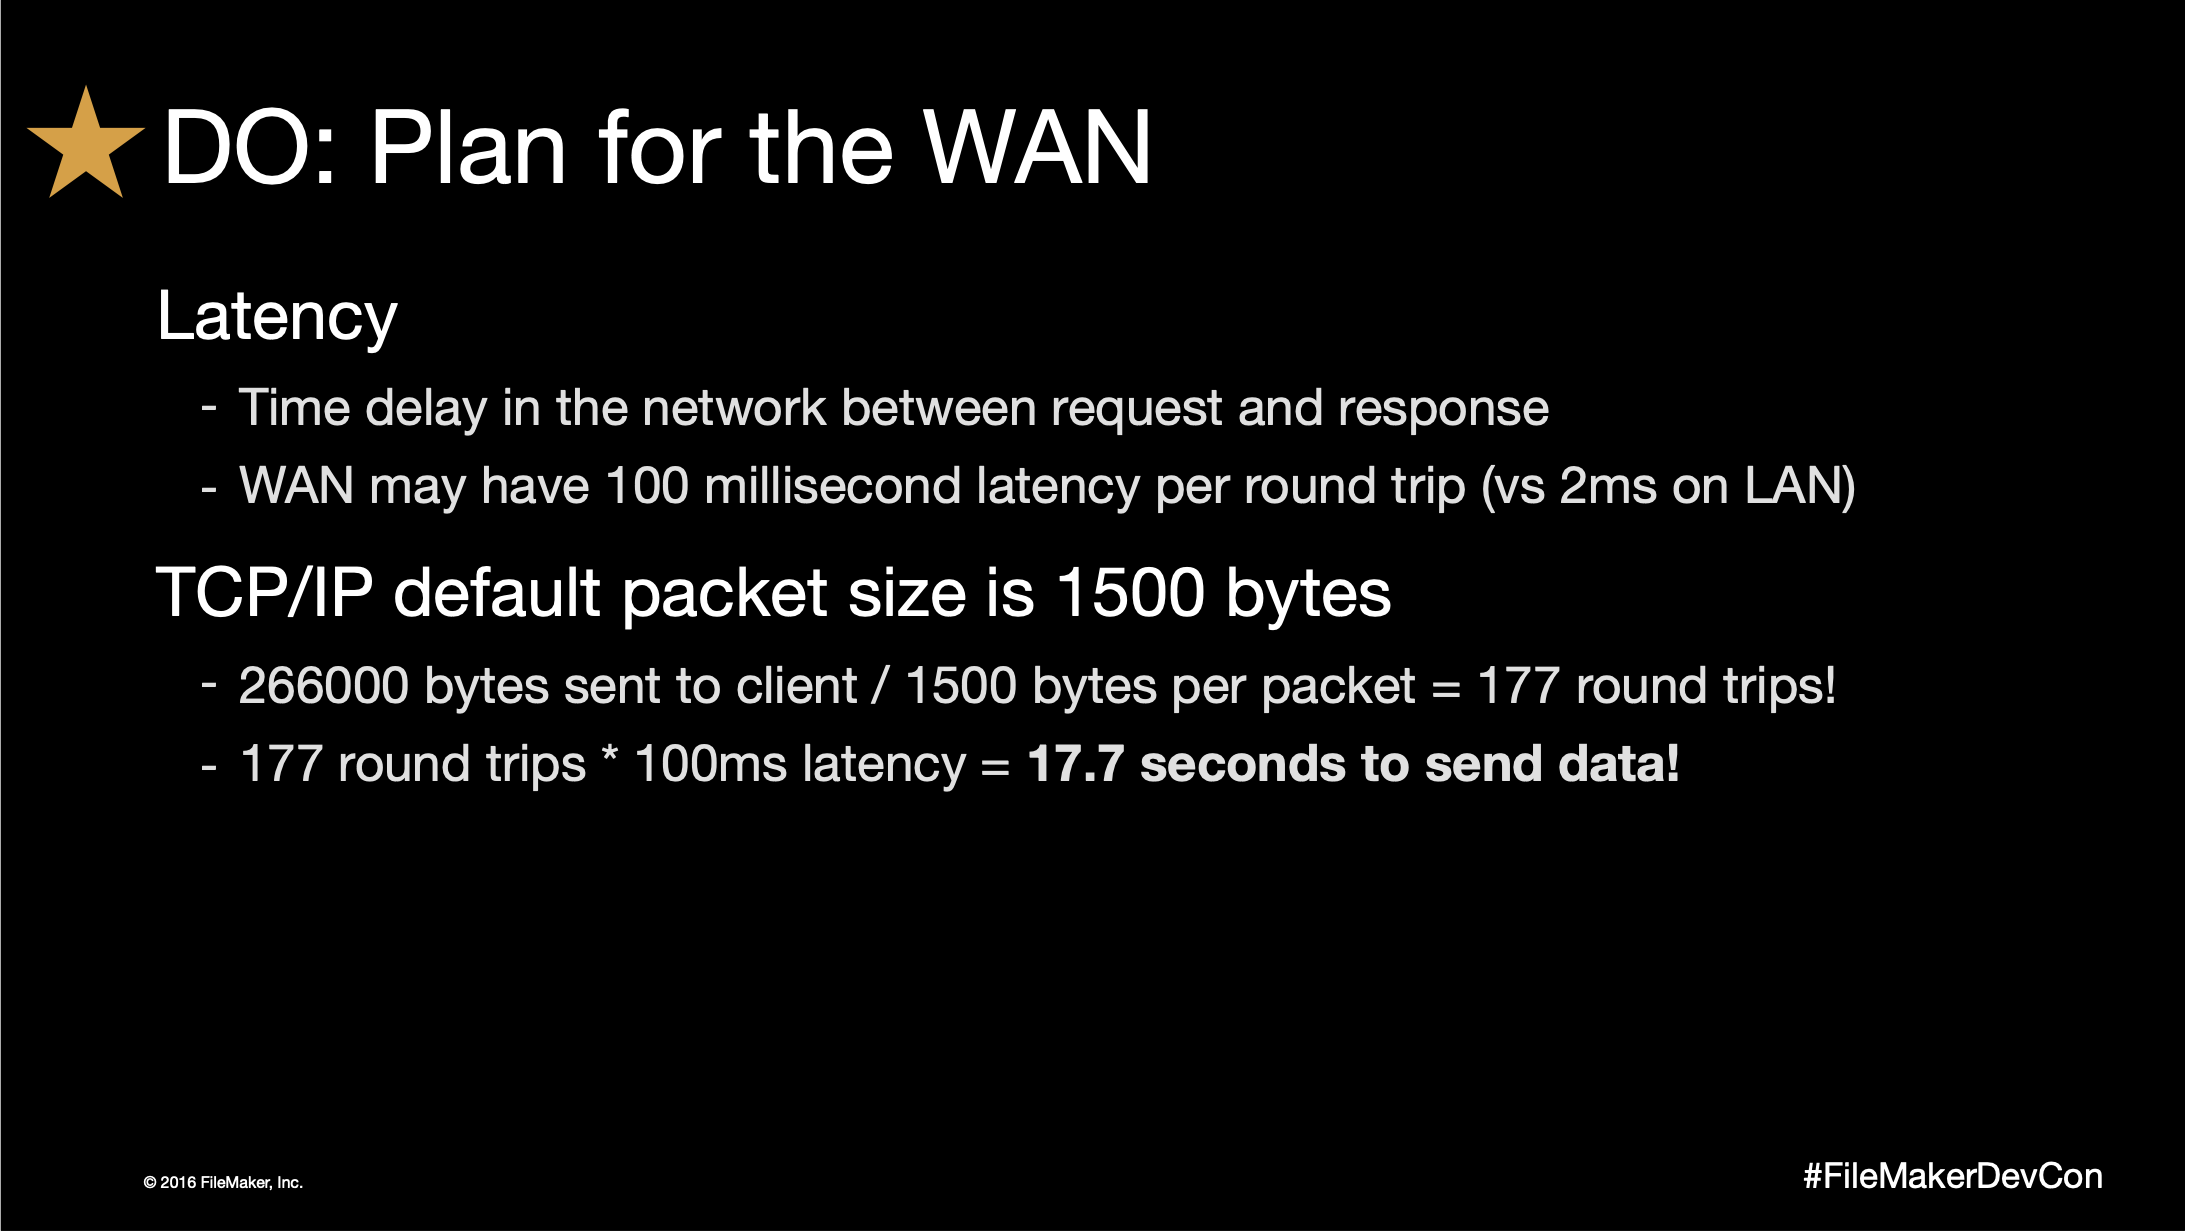 DO: Plan for the WAN
Latency
- Time delay in the network between request and response
- WAN may have 100 millisecond latency per round trip (vs 2ms on LAN)
TCP/IP default packet size is 1500 bytes
- 266000 bytes sent to client / 1500 bytes per packet = 177 round trips!
- 177 round trips * 100ms latency = 17.7 seconds to send data!
© 2016 FileMaker, Inc.
#FileMakerDevCon